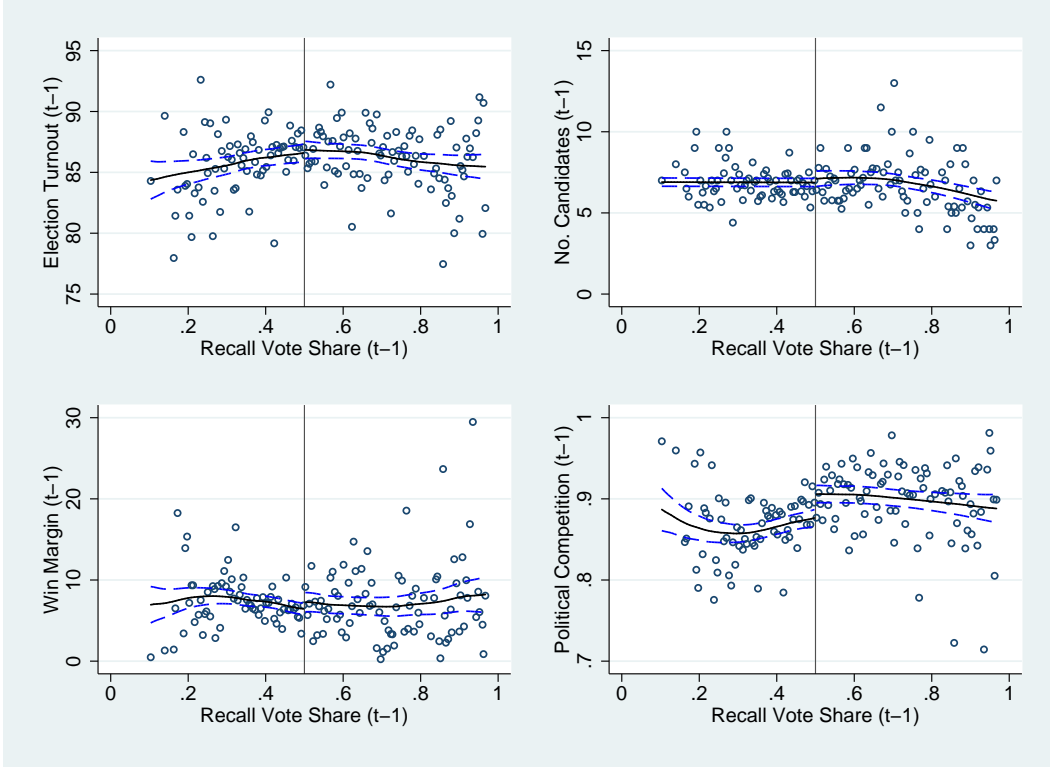 Election Turnout (t−1)
95
90
85
80
75
0 .2 .4 .6 .8 1
Recall Vote Share (t−1)
No. Candidates (t−1)
15
10
5
0
0 .2 .4 .6 .8 1
Recall Vote Share (t−1)
Win Margin (t−1)
30
20
10
0
0 .2 .4 .6 .8 1
Recall Vote Share (t−1)
Political Competition (t−1)
1
.9
.8
.7
0 .2 .4 .6 .8 1
Recall Vote Share (t−1)